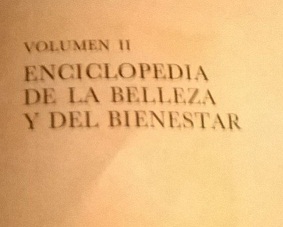 VOLUMEN II
ENCICLOPEDIA
DE LA BELLEZA
Y DEL BIENESTAR